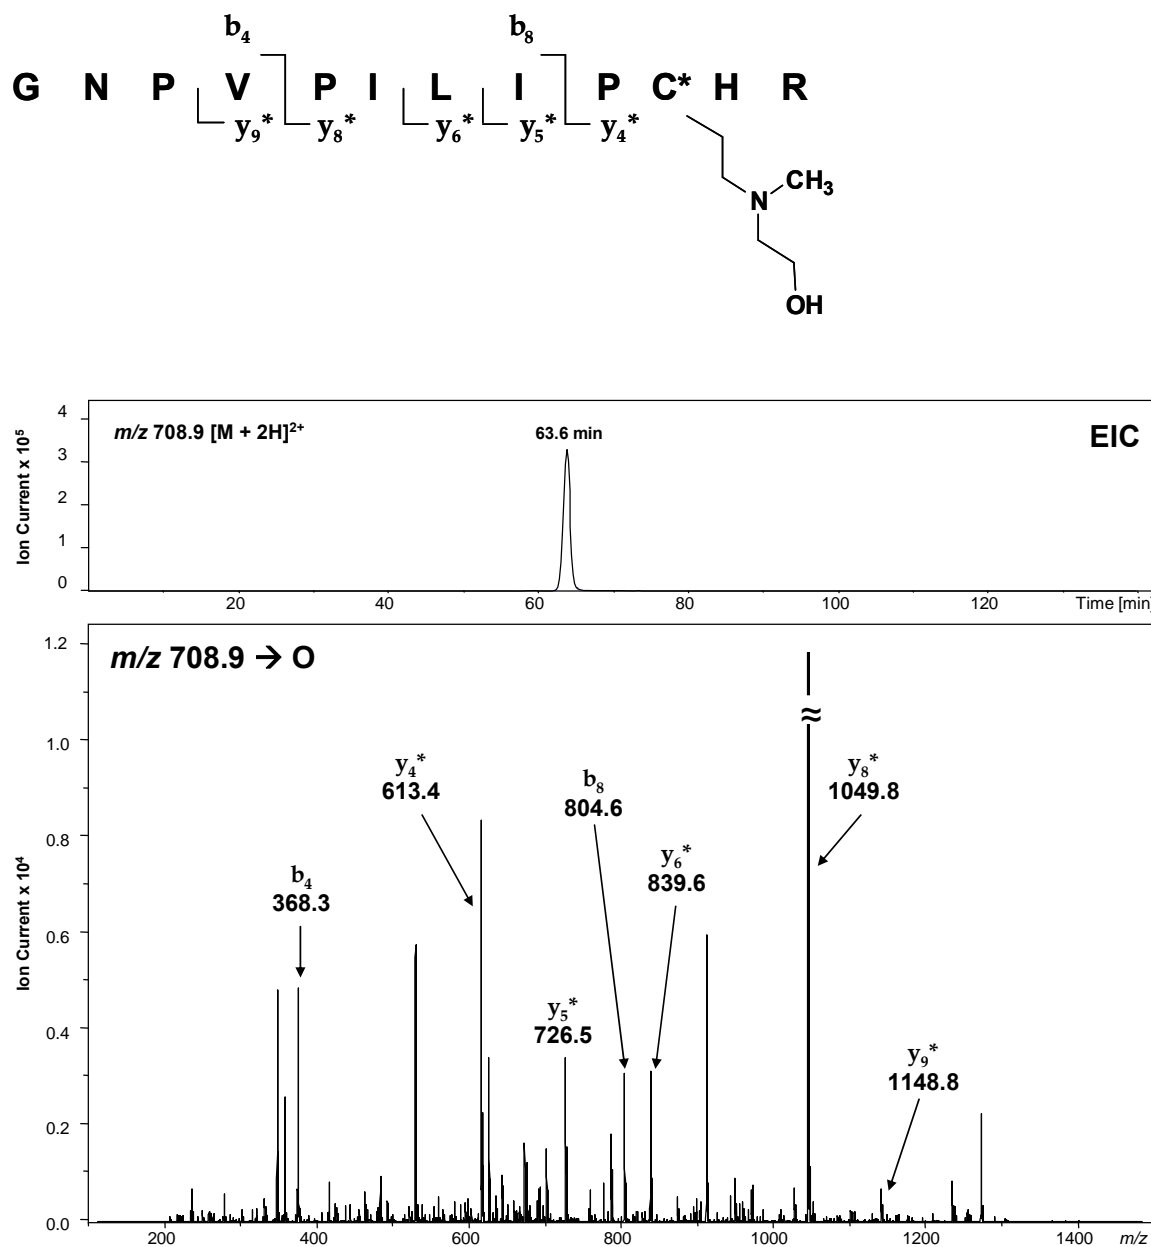 b4 b8
G N P V P I L I P C* H R
y9* y8* y6* y5* y4*
N CH3
OH
4
3
2
1
0
Ion Current x 10^5
m/z 708.9 [M + 2H]2+
63.6 min
EIC
20 40 60 80 100 120 Time [min]
1.2
1.0
0.8
0.6
0.4
0.2
0.0
Ion Current x 10^4
m/z 708.9 → O
≈
y4*
613.4
b8
804.6
y8*
1049.8
y6*
839.6
b4
368.3
y5*
726.5
y9*
1148.8
200 400 600 800 1000 1200 1400 m/z